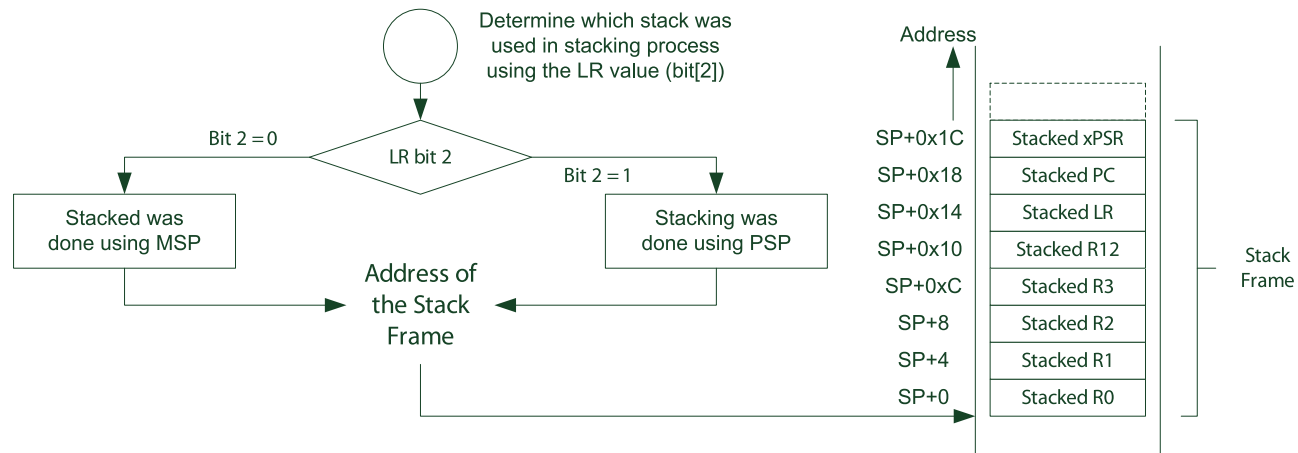 Determine which stack was
used in stacking process
using the LR value (bit[2])
Bit 2 = 0
LR bit 2
Bit 2 = 1
Stacked was
done using MSP
Stacking was
done using PSP
Address of
the Stack
Frame
Address
SP+0x1C
Stacked xPSR
SP+0x18
Stacked PC
SP+0x14
Stacked LR
SP+0x10
Stacked R12
SP+0xC
Stacked R3
SP+8
Stacked R2
SP+4
Stacked R1
SP+0
Stacked R0
Stack
Frame